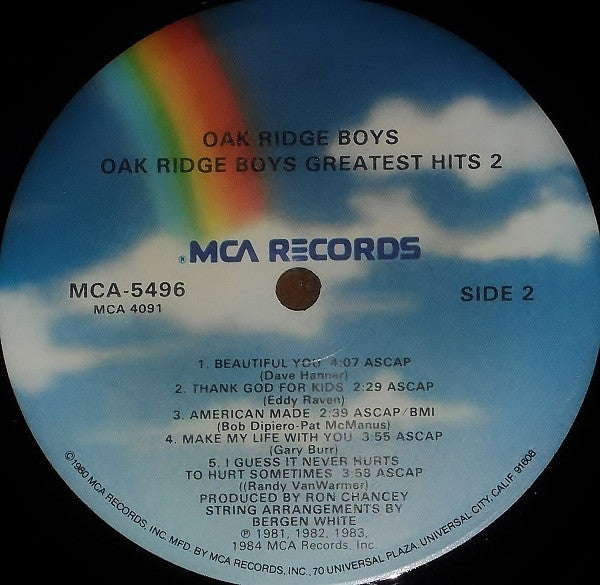 OAK RIDGE BOYS
OAK RIDGE BOYS GREATEST HITS 2
® MCA RECORDS
MCA-5496
MCA 4091
SIDE 2
1. BEAUTIFUL YOU 4:07 ASCAP
(Dave Hanner)
2. THANK GOD FOR KIDS 2:29 ASCAP
(Eddy Raven)
3. AMERICAN MADE 2:39 ASCAP/BMI
(Bob Dipiero-Pat McManus)
4. MAKE MY LIFE WITH YOU 3:55 ASCAP
(Gary Burr)
5. I GUESS IT NEVER HURTS
TO HURT SOMETIMES 3:58 ASCAP
((Randy VanWarmer)
PRODUCED BY RON CHANCEY
STRING ARRANGEMENTS BY
BERGEN WHITE
℗ 1981, 1982, 1983,
1984 MCA Records, Inc.
©1980 MCA RECORDS, INC. MFD. BY MCA RECORDS, INC., 70 UNIVERSAL PLAZA, UNIVERSAL CITY, CALIF. 91608